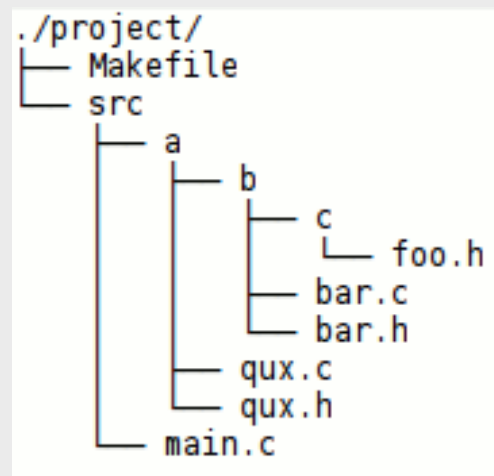 ./project/
├── Makefile
└── src
    ├── a
    │   ├── b
    │   │   ├── c
    │   │   │   └── foo.h
    │   │   ├── bar.c
    │   │   └── bar.h
    │   ├── qux.c
    │   └── qux.h
    └── main.c